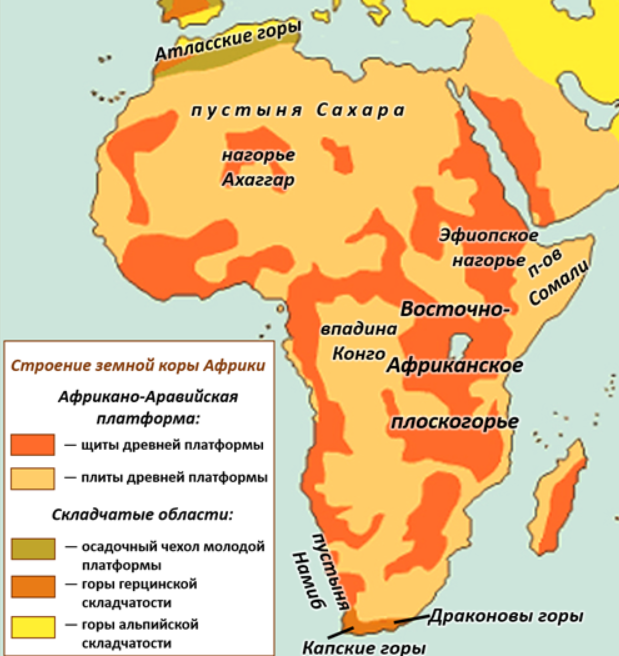 Атласские горы
пустыня Сахара
нагорье
Ахаггар
Эфиопское
нагорье
п-ов
Сомали
Восточно-
впадина
Конго
Африканское
плоскогорье
Строение земной коры Африки
Африкано-Аравийская
платформа:
— щиты древней платформы
— плиты древней платформы
Складчатые области:
— осадочный чехол молодой
платформы
— горы герцинской
складчатости
— горы альпийской
складчатости
пустыня
Намиб
Драконовы горы
Капские горы